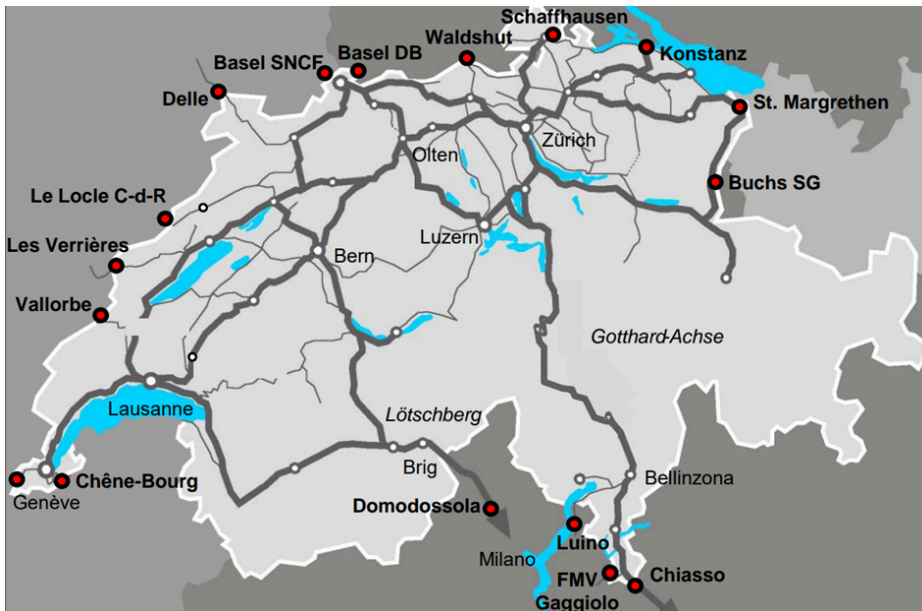 Schaffhausen
Waldshut
Basel SNCF
Basel DB
Konstanz
Delle
St. Margrethen
Zürich
Olten
Buchs SG
Le Locle C-d-R
Luzern
Les Verrières
Bern
Vallorbe
Gotthard-Achse
Lausanne
Lötschberg
Brig
Bellinzona
Chêne-Bourg
Genève
Domodossola
Luino
Milano
FMV
Gaggiolo
Chiasso